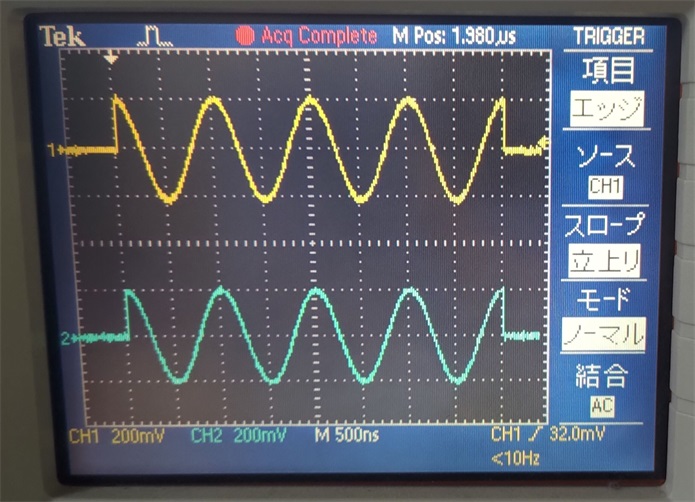 Tek Acq Complete M Pos: 1.980µs TRIGGER
項目
エッジ
1
ソース
CH1
スロープ
立上り
モード
2
ノーマル
結合
AC
CH1 200mV CH2 200mV M 500ns CH1 32.0mV
<10Hz